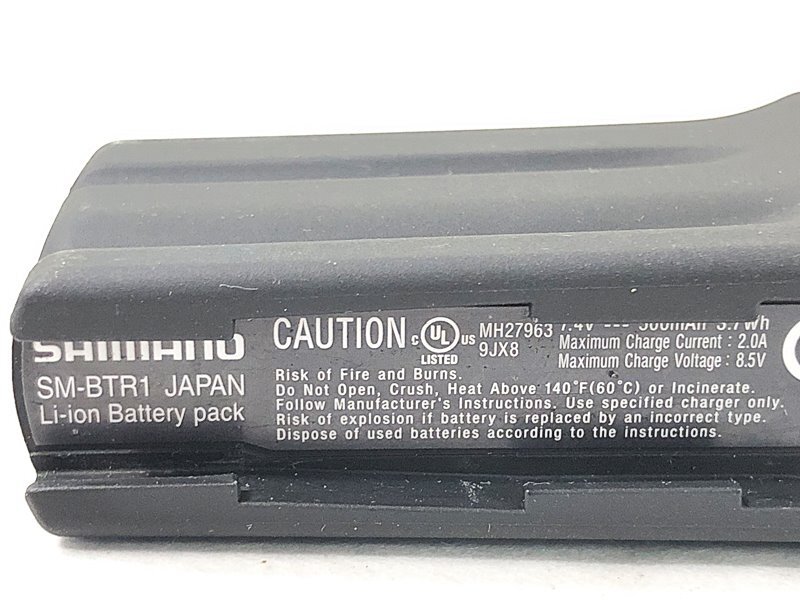 SHIMANO
SM-BTR1 JAPAN
Li-ion Battery pack
CAUTION
c UL US
LISTED
MH27963
9JX8
7.4V --- 500mAh 3.7Wh
Maximum Charge Current : 2.0A
Maximum Charge Voltage : 8.5V
Risk of Fire and Burns.
Do Not Open, Crush, Heat Above 140°F(60°C) or Incinerate.
Follow Manufacturer's Instructions. Use specified charger only.
Risk of explosion if battery is replaced by an incorrect type.
Dispose of used batteries according to the instructions.